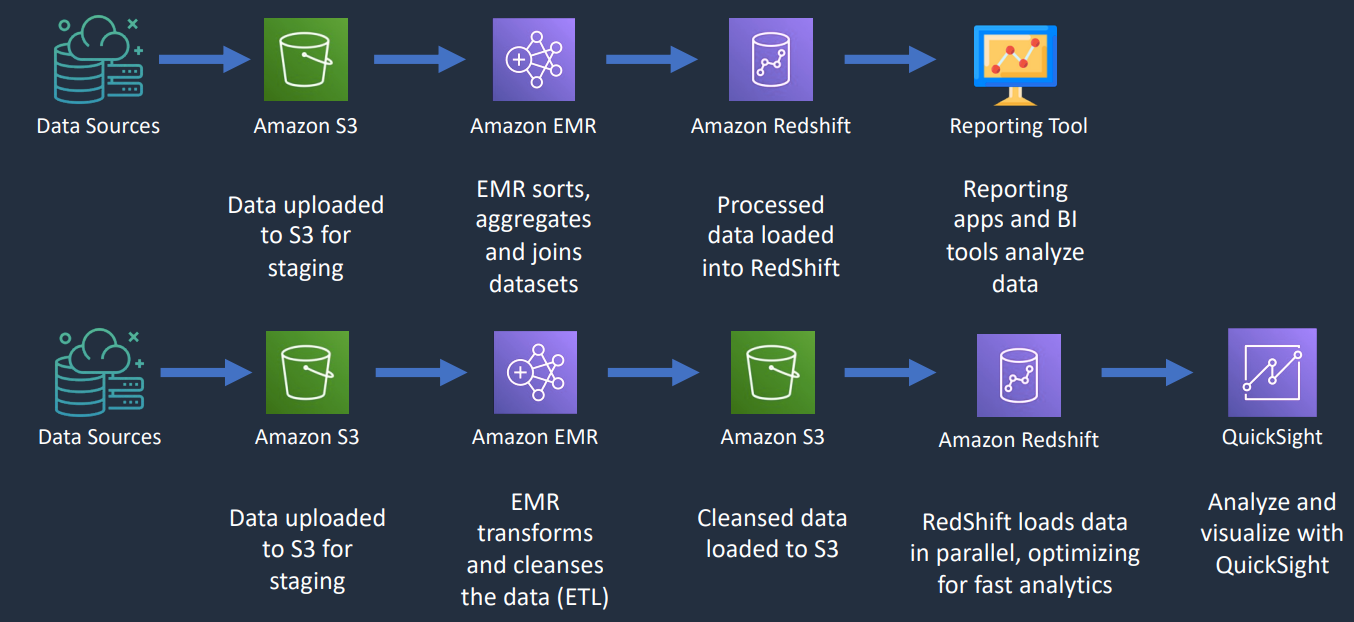 Data Sources
Amazon S3
Amazon EMR
Amazon Redshift
Reporting Tool
Data uploaded
to S3 for
staging
EMR sorts,
aggregates
and joins
datasets
Processed
data loaded
into RedShift
Reporting
apps and BI
tools analyze
data
Data Sources
Amazon S3
Amazon EMR
Amazon S3
Amazon Redshift
QuickSight
Data uploaded
to S3 for
staging
EMR
transforms
and cleanses
the data (ETL)
Cleansed data
loaded to S3
RedShift loads data
in parallel, optimizing
for fast analytics
Analyze and
visualize with
QuickSight